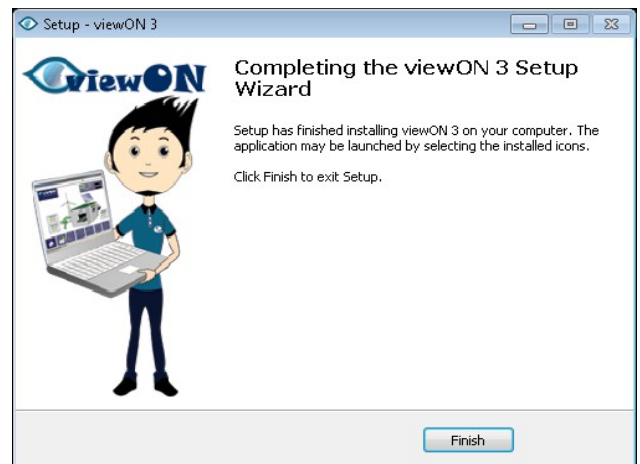 Setup - viewON 3
viewON
Completing the viewON 3 Setup
Wizard
Setup has finished installing viewON 3 on your computer. The
application may be launched by selecting the installed icons.
Click Finish to exit Setup.
Finish